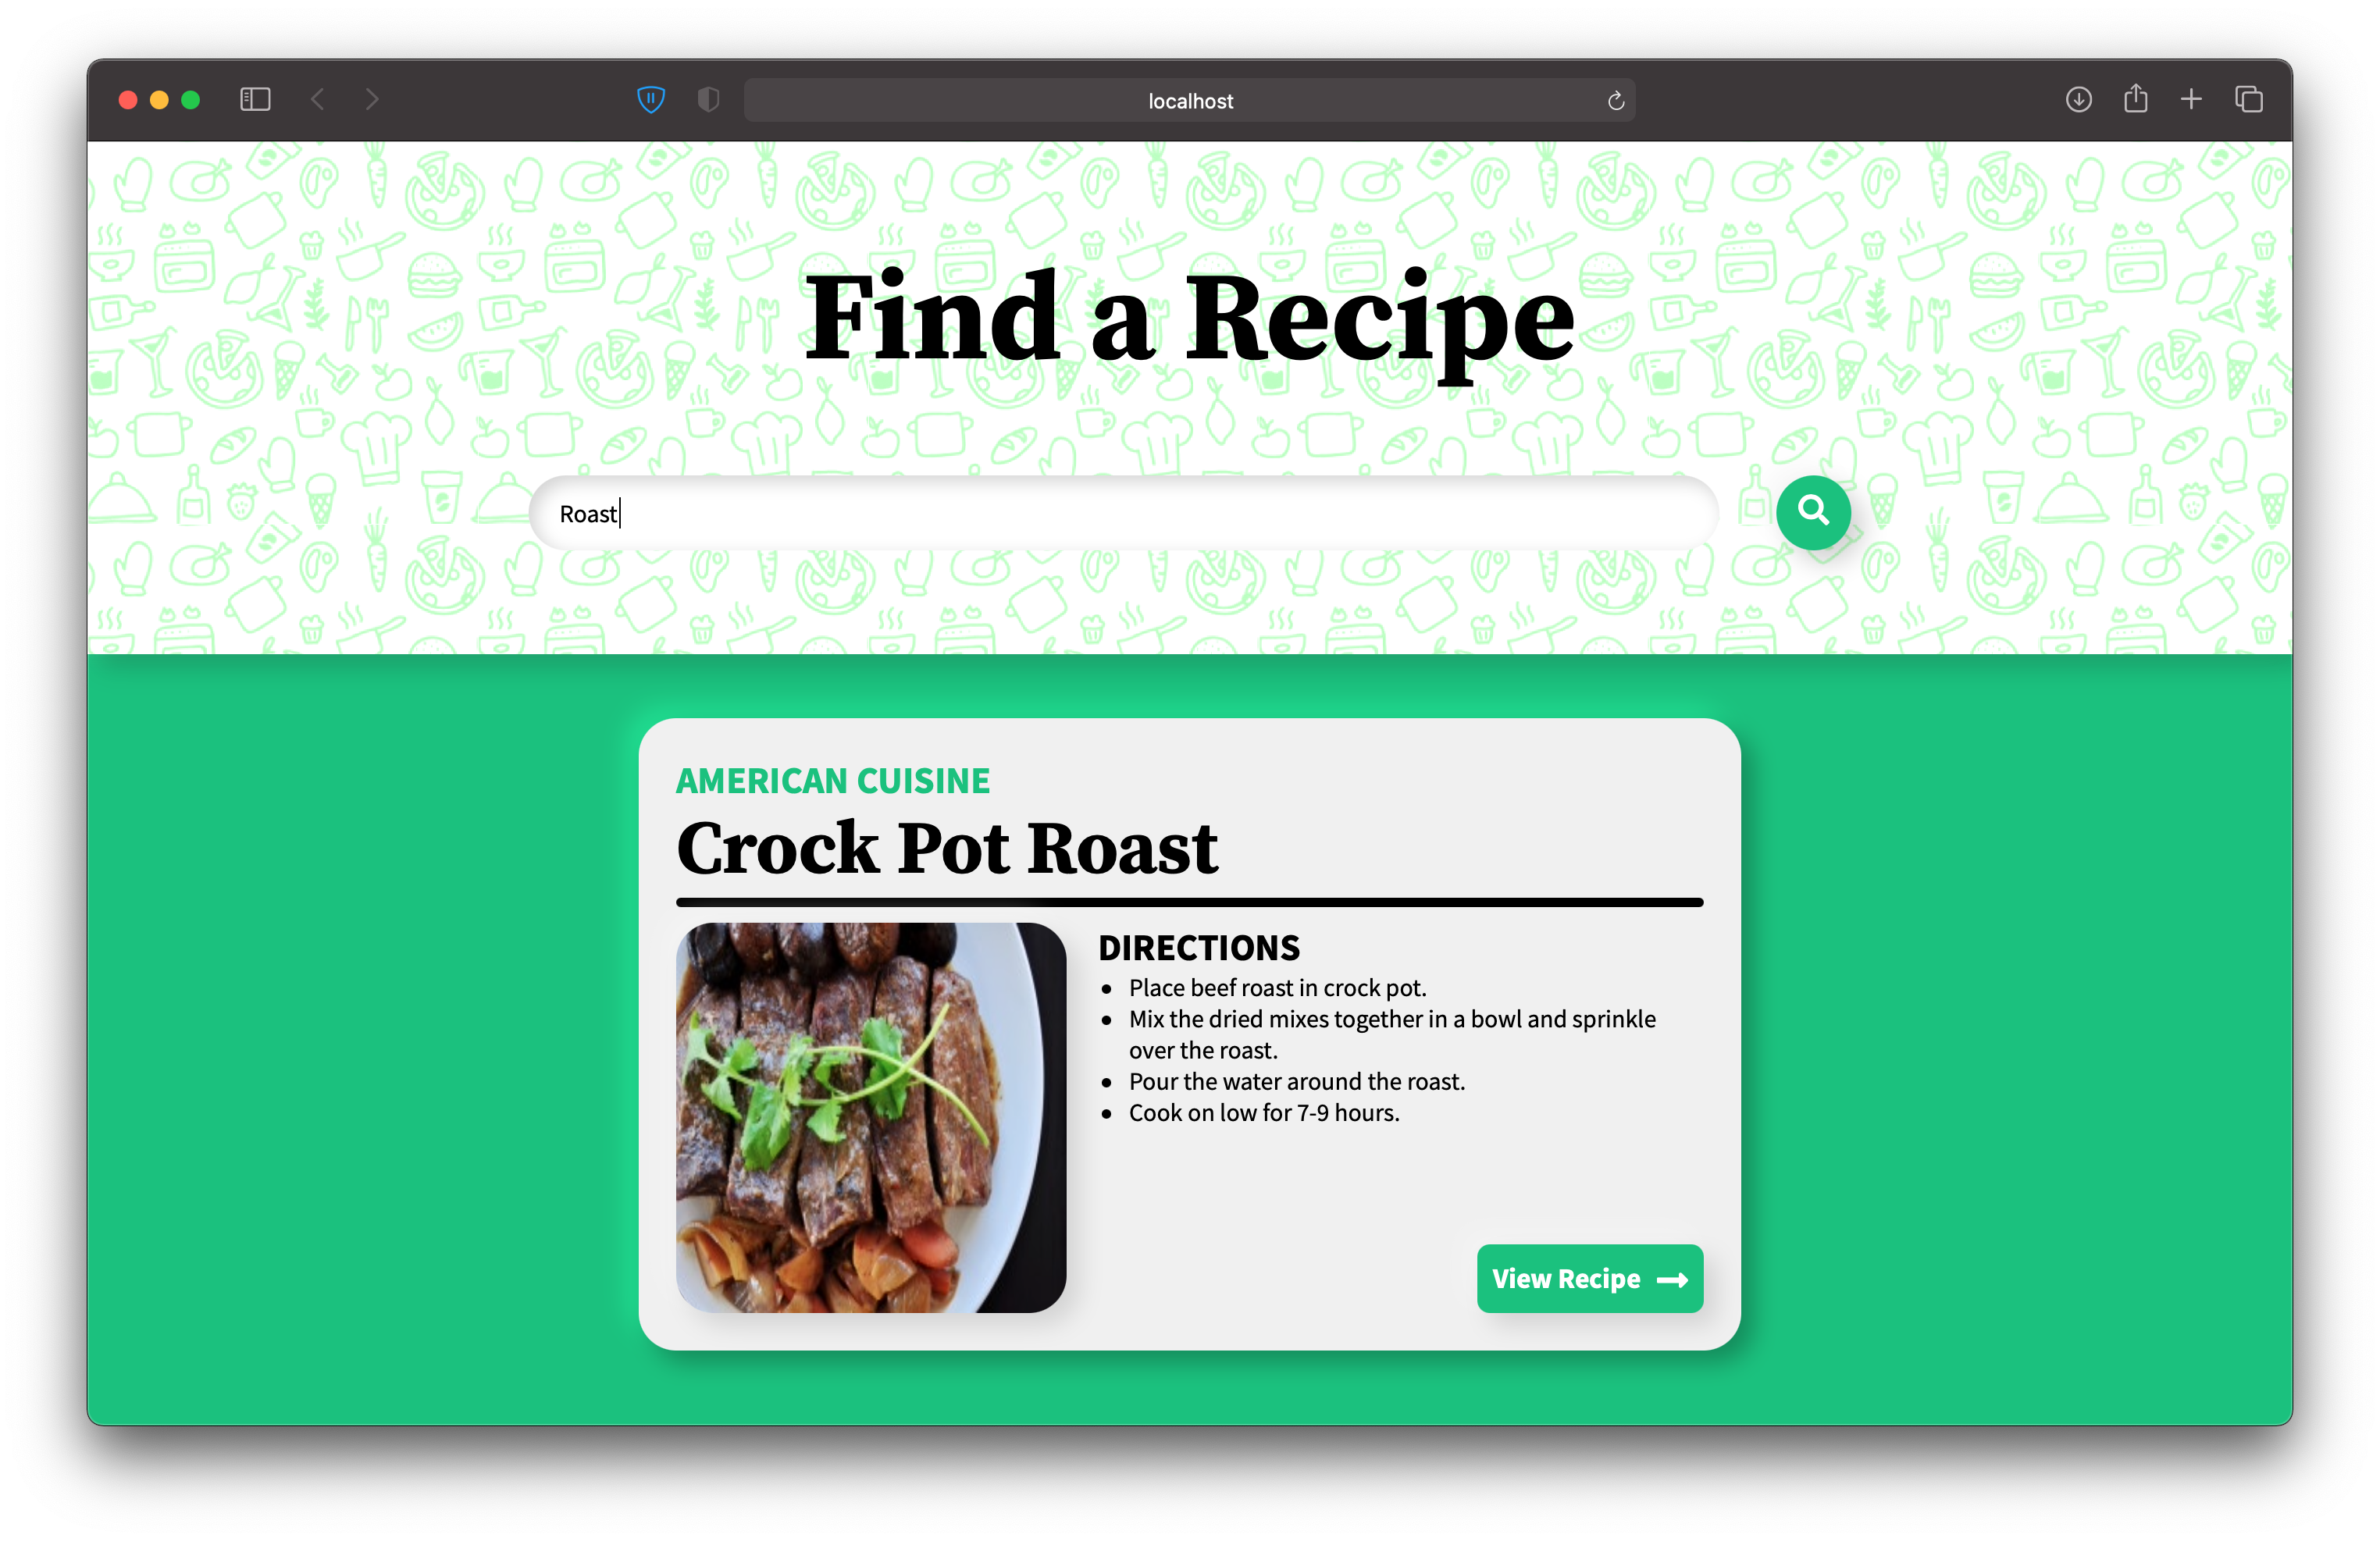 localhost
Find a Recipe
Roast
AMERICAN CUISINE
Crock Pot Roast
DIRECTIONS
Place beef roast in crock pot.
Mix the dried mixes together in a bowl and sprinkle
over the roast.
Pour the water around the roast.
Cook on low for 7-9 hours.
View Recipe